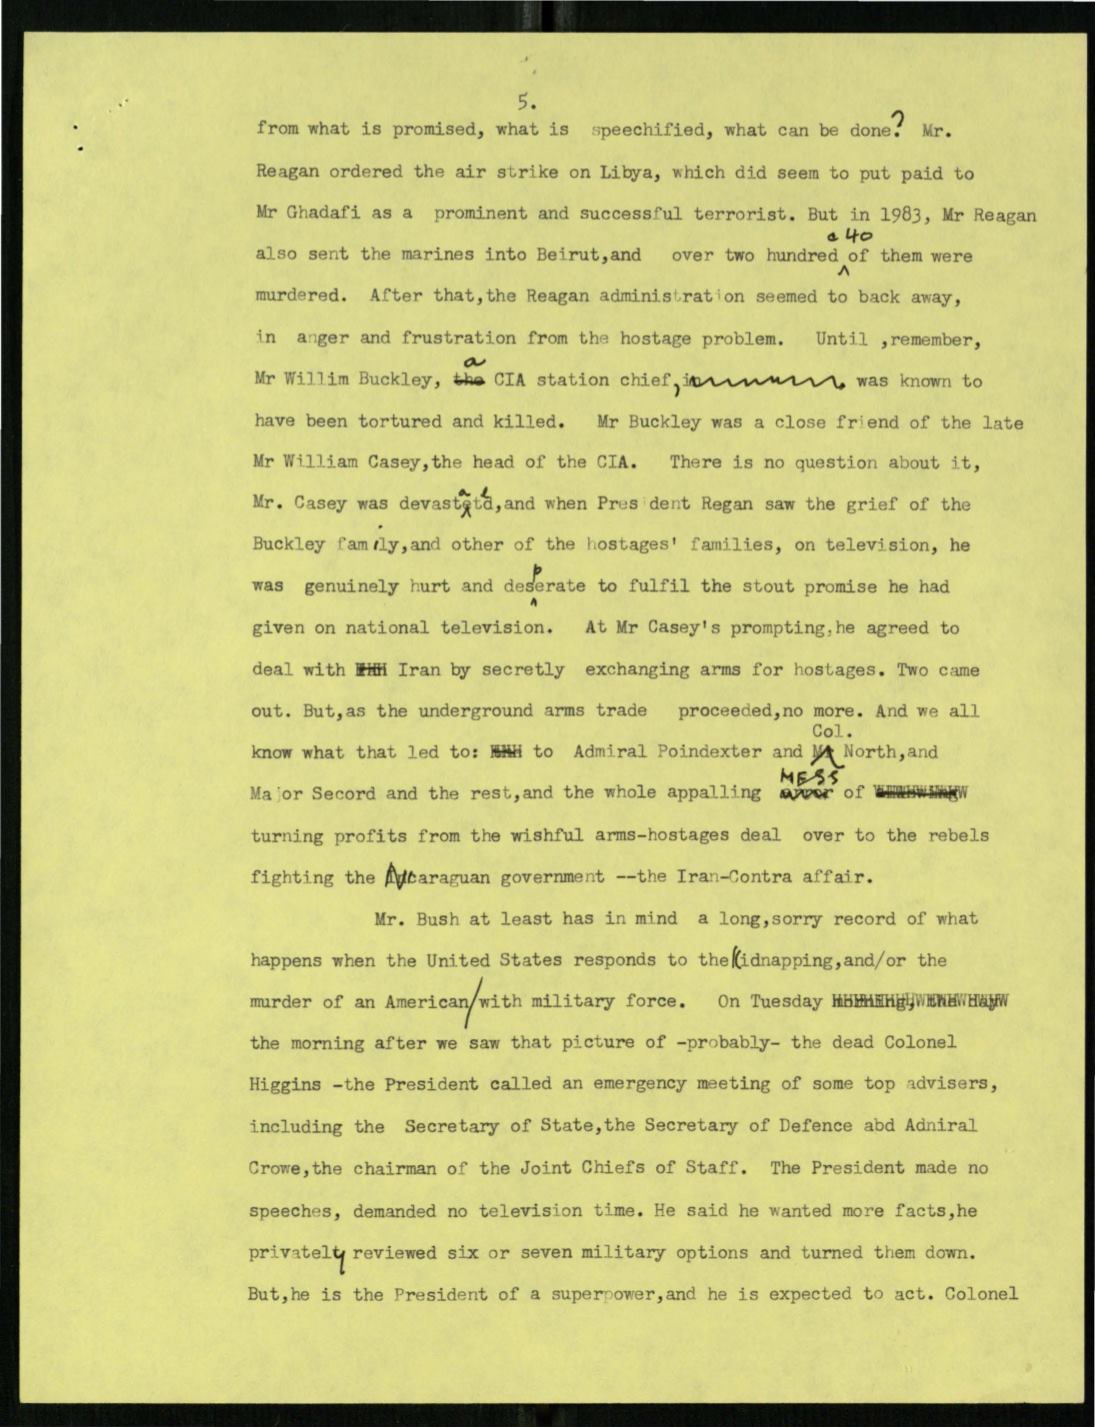 5.
from what is promised, what is speechified, what can be done? Mr.
Reagan ordered the air strike on Libya, which did seem to put paid to
Mr Ghadafi as a prominent and successful terrorist. But in 1983, Mr Reagan
also sent the marines into Beirut,and over two hundred a 40 of them were
murdered. After that,the Reagan administration seemed to back away,
in anger and frustration from the hostage problem. Until ,remember,
Mr Willim Buckley, a CIA station chief, was known to
have been tortured and killed. Mr Buckley was a close friend of the late
Mr William Casey,the head of the CIA. There is no question about it,
Mr. Casey was devastated,and when President Regan saw the grief of the
Buckley family,and other of the hostages' families, on television, he
was genuinely hurt and desperate to fulfil the stout promise he had
given on national television. At Mr Casey's prompting,he agreed to
deal with Iran by secretly exchanging arms for hostages. Two came
out. But,as the underground arms trade proceeded,no more. And we all
know what that led to: to Admiral Poindexter and Col. North,and
Major Secord and the rest,and the whole appalling MESS of
turning profits from the wishful arms-hostages deal over to the rebels
fighting the Nicaraguan government --the Iran-Contra affair.
Mr. Bush at least has in mind a long,sorry record of what
happens when the United States responds to the kidnapping,and/or the
murder of an American/with military force. On Tuesday
the morning after we saw that picture of -probably- the dead Colonel
Higgins -the President called an emergency meeting of some top advisers,
including the Secretary of State,the Secretary of Defence abd Adniral
Crowe,the chairman of the Joint Chiefs of Staff. The President made no
speeches, demanded no television time. He said he wanted more facts,he
privately reviewed six or seven military options and turned them down.
But,he is the President of a superpower,and he is expected to act. Colonel